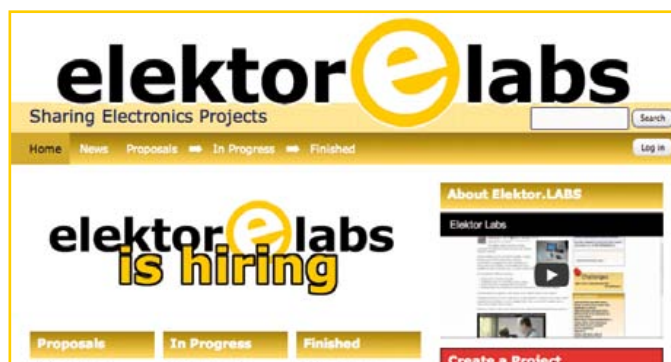 elektor e labs
Sharing Electronics Projects
Search
Home News Proposals In Progress Finished
Log in
About Elektor.LABS
Elektor Labs
elektor e labs
is hiring
Challenges
Proposals In Progress Finished
Create a Project